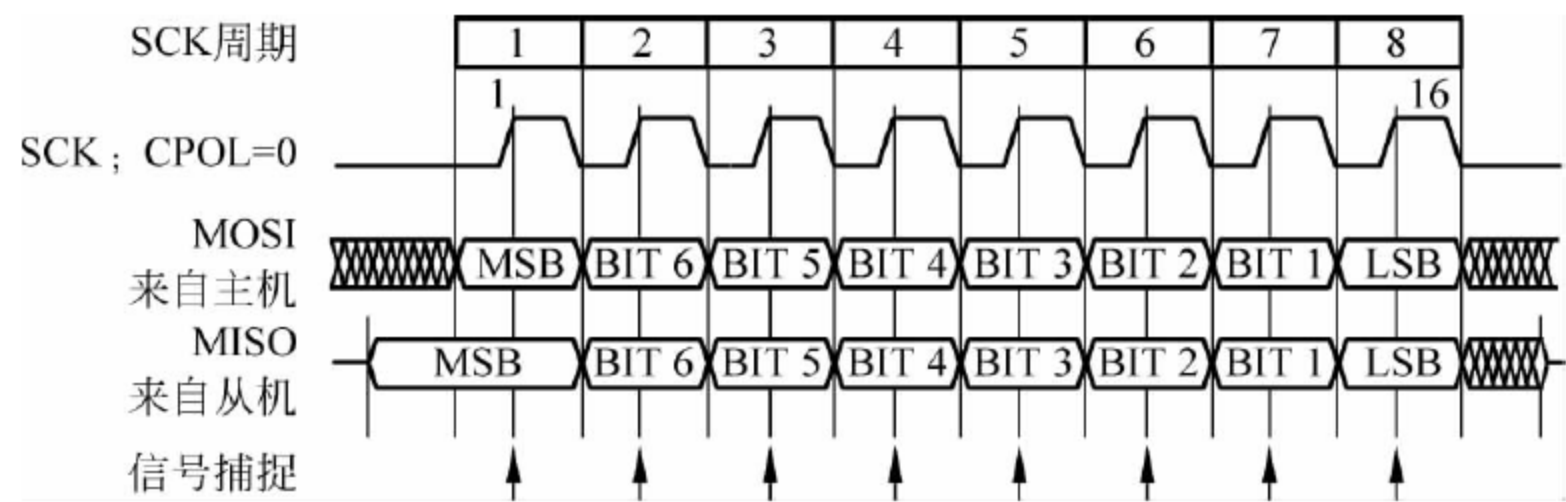 SCK周期 1 2 3 4 5 6 7 8
1 16
SCK；CPOL=0
MOSI
来自主机
MSB BIT 6 BIT 5 BIT 4 BIT 3 BIT 2 BIT 1 LSB
MISO
来自从机
MSB BIT 6 BIT 5 BIT 4 BIT 3 BIT 2 BIT 1 LSB
信号捕捉